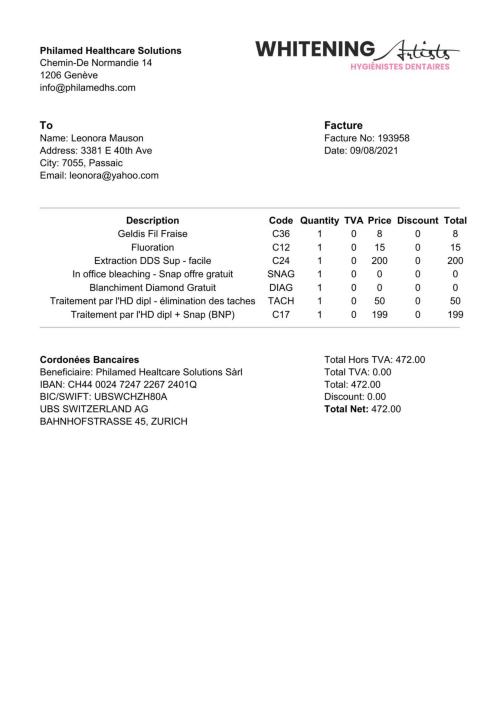 Philamed Healthcare Solutions
Chemin-De Normandie 14
1206 Genève
info@philamedhs.com
WHITENING Artists
HYGIÉNISTES DENTAIRES
To
Name: Leonora Mauson
Address: 3381 E 40th Ave
City: 7055, Passaic
Email: leonora@yahoo.com
Facture
Facture No: 193958
Date: 09/08/2021
Description Code Quantity TVA Price Discount Total
Geldis Fil Fraise C36 1 0 8 0 8
Fluoration C12 1 0 15 0 15
Extraction DDS Sup - facile C24 1 0 200 0 200
In office bleaching - Snap offre gratuit SNAG 1 0 0 0 0
Blanchiment Diamond Gratuit DIAG 1 0 0 0 0
Traitement par l'HD dipl - élimination des taches TACH 1 0 50 0 50
Traitement par l'HD dipl + Snap (BNP) C17 1 0 199 0 199
Cordonées Bancaires
Beneficiaire: Philamed Healtcare Solutions Sàrl
IBAN: CH44 0024 7247 2267 2401Q
BIC/SWIFT: UBSWCHZH80A
UBS SWITZERLAND AG
BAHNHOFSTRASSE 45, ZURICH
Total Hors TVA: 472.00
Total TVA: 0.00
Total: 472.00
Discount: 0.00
Total Net: 472.00